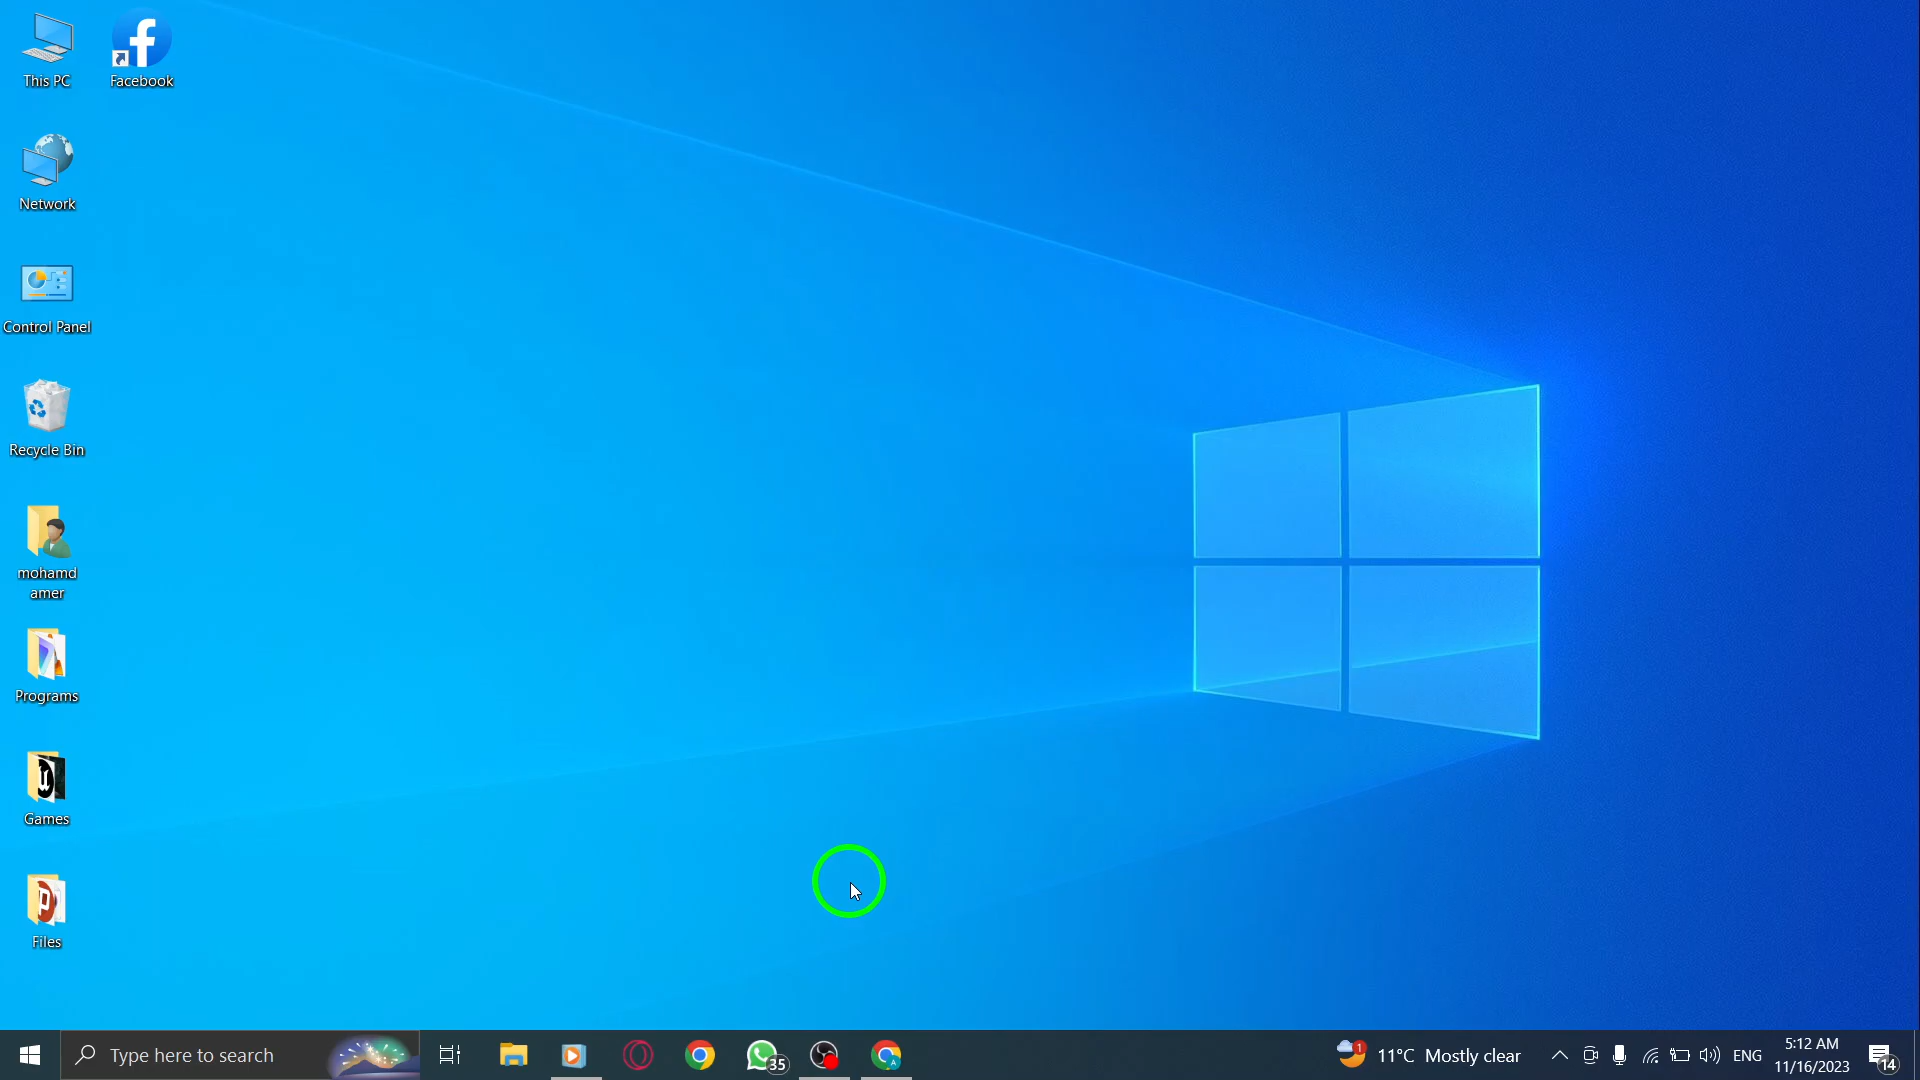 This PC
Facebook
Network
Control Panel
Recycle Bin
mohamd
amer
Programs
Games
Files
Type here to search
35
1
11°C Mostly clear
ENG
5:12 AM
11/16/2023
14